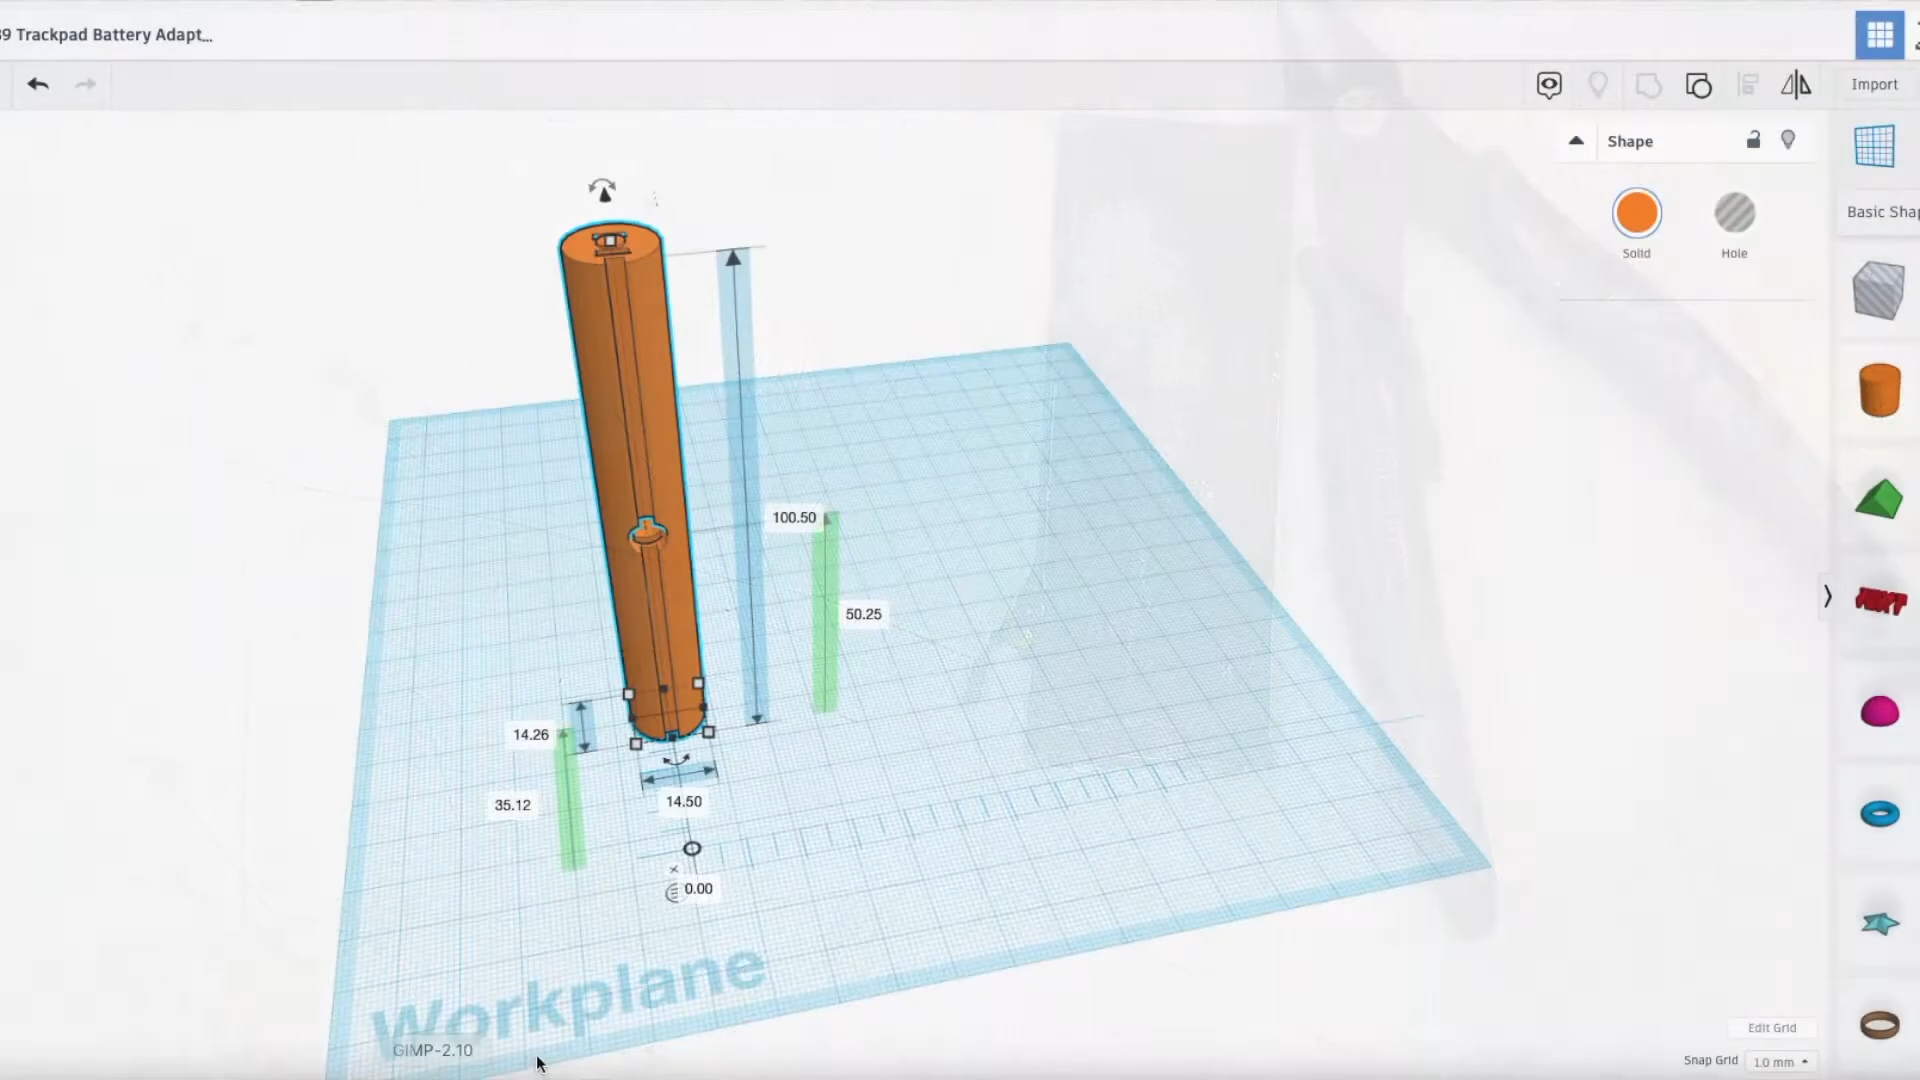 39 Trackpad Battery Adapt...
Import
Shape
Basic Shap
Solid
Hole
100.50
50.25
14.26
35.12
14.50
0.00
Workplane
GIMP-2.10
Edit Grid
Snap Grid
1.0 mm